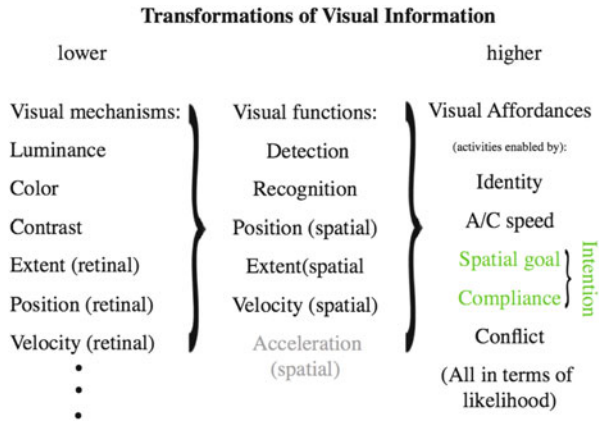 Transformations of Visual Information
lower
higher
Visual mechanisms:
Luminance
Color
Contrast
Extent (retinal)
Position (retinal)
Velocity (retinal)
Visual functions:
Detection
Recognition
Position (spatial)
Extent(spatial
Velocity (spatial)
Acceleration
(spatial)
Visual Affordances
(activities enabled by):
Identity
A/C speed
Spatial goal
Compliance
Intention
Conflict
(All in terms of
likelihood)